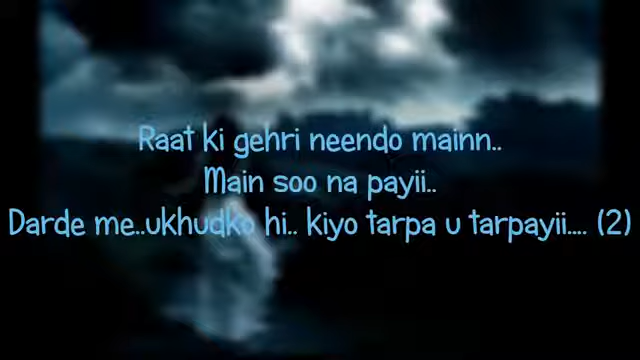 Raat ki gehri neendo mainn..
Main soo na payii..
Darde me..ukhudko hi.. kiyo tarpa u tarpayii.... (2)